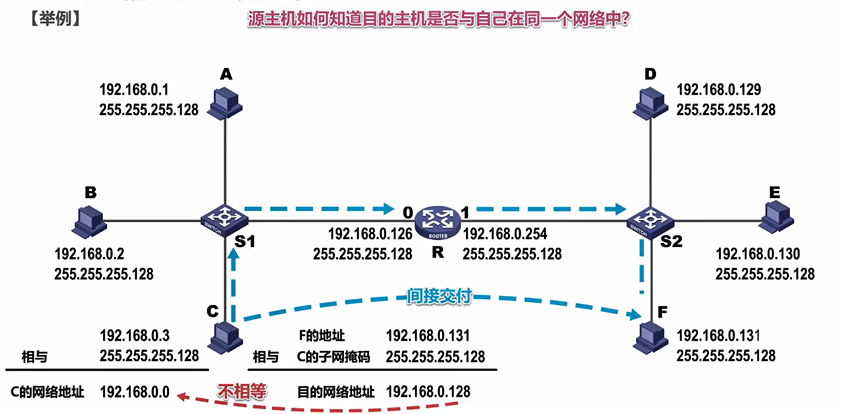 【举例】
源主机如何知道目的主机是否与自己在同一个网络中?
A
192.168.0.1
255.255.255.128
D
192.168.0.129
255.255.255.128
B
192.168.0.2
255.255.255.128
SWITCH
S1
0
192.168.0.126
255.255.255.128
ROUTER
R
1
192.168.0.254
255.255.255.128
SWITCH
S2
E
192.168.0.130
255.255.255.128
间接交付
C
192.168.0.3
相与 255.255.255.128
C的网络地址 192.168.0.0
F的地址 192.168.0.131
相与 C的子网掩码 255.255.255.128
不相等
目的网络地址 192.168.0.128
F
192.168.0.131
255.255.255.128